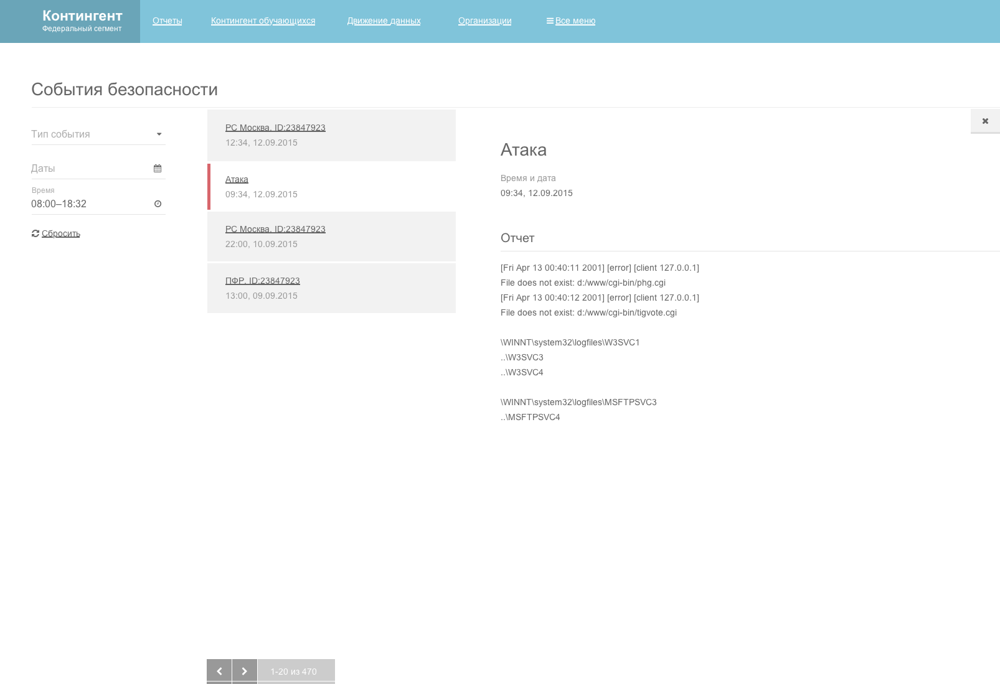 Контингент
Федеральный сегмент
Отчеты
Контингент обучающихся
Движение данных
Организации
Все меню
События безопасности
Тип события
Даты
Время
08:00–18:32
Сбросить
РС Москва, ID:23847923
12:34, 12.09.2015
Атака
09:34, 12.09.2015
РС Москва, ID:23847923
22:00, 10.09.2015
ПФР, ID:23847923
13:00, 09.09.2015
1-20 из 470
Атака
Время и дата
09:34, 12.09.2015
Отчет
[Fri Apr 13 00:40:11 2001] [error] [client 127.0.0.1]
File does not exist: d:/www/cgi-bin/phg.cgi
[Fri Apr 13 00:40:12 2001] [error] [client 127.0.0.1]
File does not exist: d:/www/cgi-bin/tigvote.cgi
\WINNT\system32\logfiles\W3SVC1
..\W3SVC3
..\W3SVC4
\WINNT\system32\logfiles\MSFTPSVC3
..\MSFTPSVC4